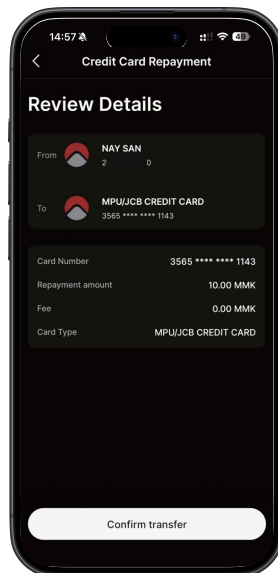 14:57
49
Credit Card Repayment
Review Details
From
NAY SAN
2 0
To
MPU/JCB CREDIT CARD
3565 **** **** 1143
Card Number 3565 **** **** 1143
Repayment amount 10.00 MMK
Fee 0.00 MMK
Card Type MPU/JCB CREDIT CARD
Confirm transfer